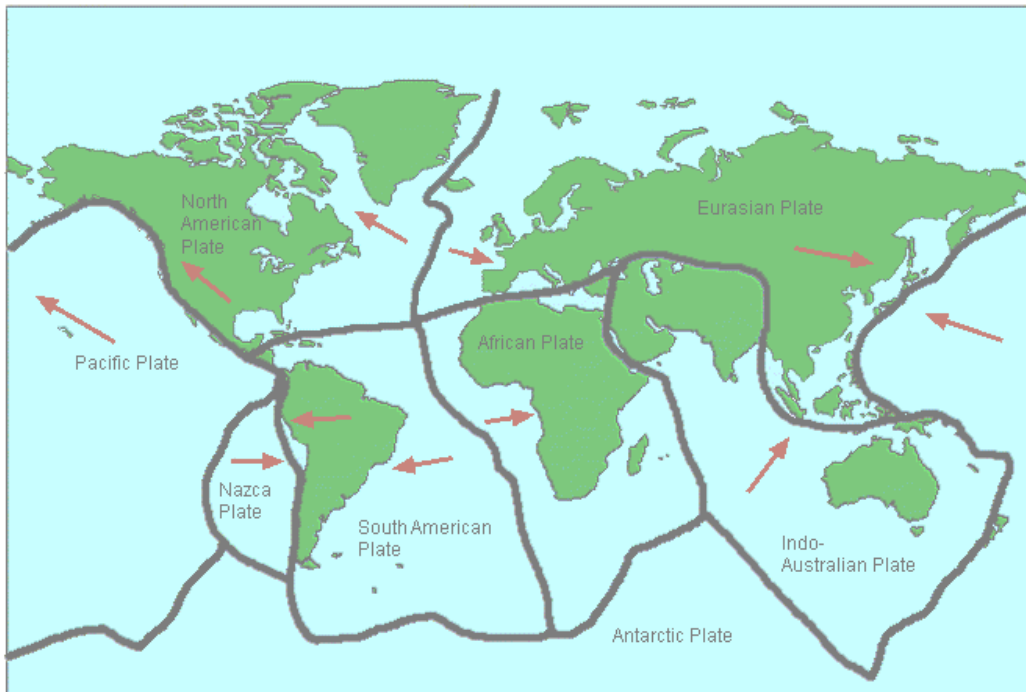 North
American
Plate
Eurasian Plate
Pacific Plate
African Plate
Nazca
Plate
South American
Plate
Indo-
Australian Plate
Antarctic Plate